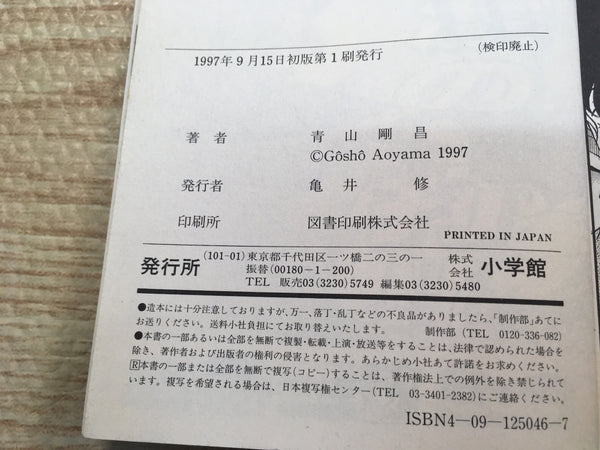 1997年9月15日初版第1刷発行 (検印廃止)
著者 青山剛昌
©Gôshô Aoyama 1997
発行者 亀井 修
印刷所 図書印刷株式会社
PRINTED IN JAPAN
発行所 (101-01)東京都千代田区一ツ橋二の三の一 株式会社 小学館
振替(00180-1-200)
TEL 販売03(3230)5749 編集03(3230)5480
●造本には十分注意しておりますが、万一、落丁・乱丁などの不良品がありましたら、「制作部」あてに
お送りください。送料小社負担にてお取り替えいたします。 制作部(TEL 0120-336-082)
●本書の一部あるいは全部を無断で複製・転載・上演・放送等をすることは、法律で認められた場合を
除き、著作者および出版者の権利の侵害となります。あらかじめ小社あて許諾をお求めください。
Ⓡ本書の一部または全部を無断で複写(コピー)することは、著作権法上での例外を除き禁じられて
います。複写を希望される場合は、日本複写権センター(TEL 03-3401-2382)にご連絡ください。
ISBN4-09-125046-7